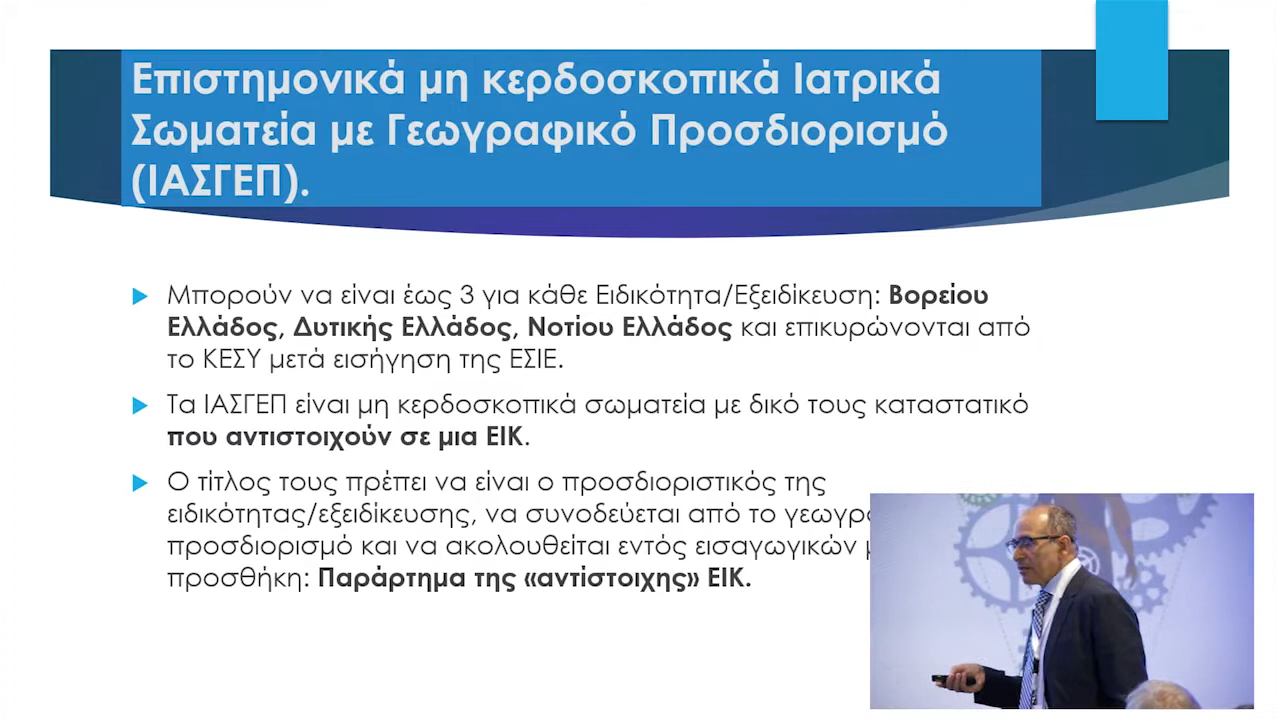 Επιστημονικά μη κερδοσκοπικά Ιατρικά
Σωματεία με Γεωγραφικό Προσδιορισμό
(ΙΑΣΓΕΠ).
Μπορούν να είναι έως 3 για κάθε Ειδικότητα/Εξειδίκευση: Βορείου
Ελλάδος, Δυτικής Ελλάδος, Νοτίου Ελλάδος και επικυρώνονται από
το ΚΕΣΥ μετά εισήγηση της ΕΣΙΕ.
Τα ΙΑΣΓΕΠ είναι μη κερδοσκοπικά σωματεία με δικό τους καταστατικό
που αντιστοιχούν σε μια ΕΙΚ.
Ο τίτλος τους πρέπει να είναι ο προσδιοριστικός της
ειδικότητας/εξειδίκευσης, να συνοδεύεται από το
προσδιορισμό και να ακολουθείται εντός εισαγωγικών
προσθήκη: Παράρτημα της «αντίστοιχης» ΕΙΚ.